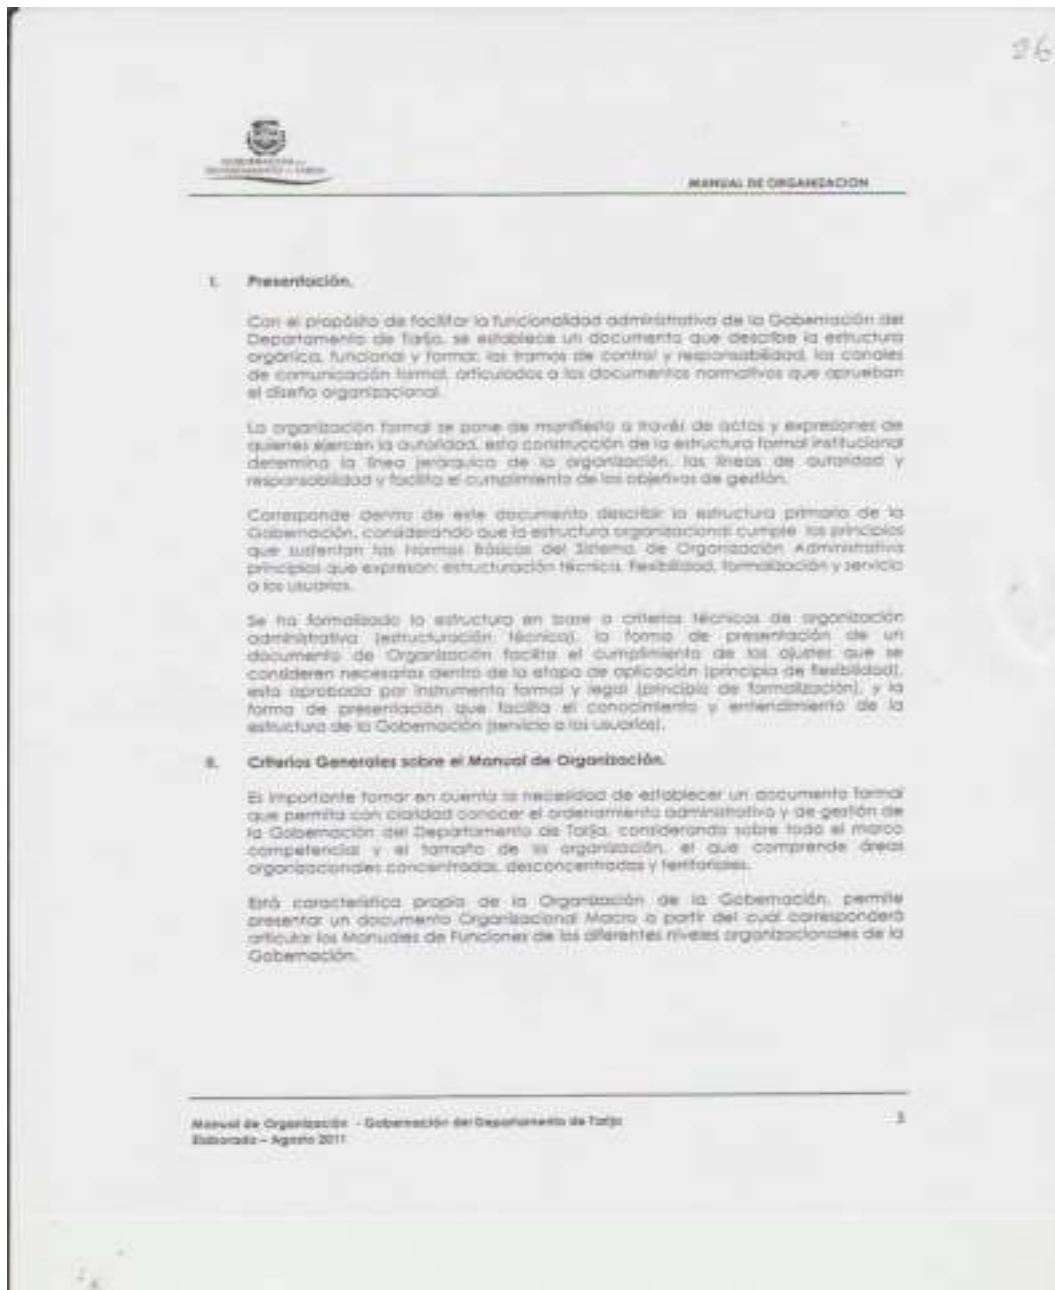 26
GOBERNACIÓN DEL
DEPARTAMENTO DE TARIJA
MANUAL DE ORGANIZACIÓN
I. Presentación.
Con el propósito de facilitar la funcionalidad administrativa de la Gobernación del
Departamento de Tarija, se establece un documento que describe la estructura
orgánica, funcional y formal, los tramos de control y responsabilidad, los canales
de comunicación formal, articulados a los documentos normativos que aprueban
el diseño organizacional.
La organización formal se pone de manifiesto a través de actos y expresiones de
quienes ejercen la autoridad, esta construcción de la estructura formal institucional
determina la línea jerárquica de la organización, las líneas de autoridad y
responsabilidad y facilita el cumplimiento de los objetivos de gestión.
Corresponde dentro de este documento describir la estructura primaria de la
Gobernación, considerando que la estructura organizacional cumple los principios
que sustentan las Normas Básicas del Sistema de Organización Administrativa
principios que expresan: estructuración técnica, flexibilidad, formalización y servicio
a los usuarios.
Se ha formalizado la estructura en base a criterios técnicos de organización
administrativa (estructuración técnica), la forma de presentación de un
documento de Organización facilita el cumplimiento de los ajustes que se
consideren necesarios dentro de la etapa de aplicación (principio de flexibilidad),
esta aprobada por instrumento formal y legal (principio de formalización), y la
forma de presentación que facilita el conocimiento y entendimiento de la
estructura de la Gobernación (servicio a los usuarios).
II. Criterios Generales sobre el Manual de Organización.
Es importante tomar en cuenta la necesidad de establecer un documento formal
que permita con claridad conocer el ordenamiento administrativo y de gestión de
la Gobernación del Departamento de Tarija, considerando sobre todo el marco
competencial y el tamaño de la organización, el que comprende áreas
organizacionales concentradas, desconcentradas y territoriales.
Está característica propia de la Organización de la Gobernación, permite
presentar un documento Organizacional Macro a partir del cual corresponderá
articular los Manuales de Funciones de los diferentes niveles organizacionales de la
Gobernación.
Manual de Organización - Gobernación del Departamento de Tarija
Elaborado – Agosto 2011
3